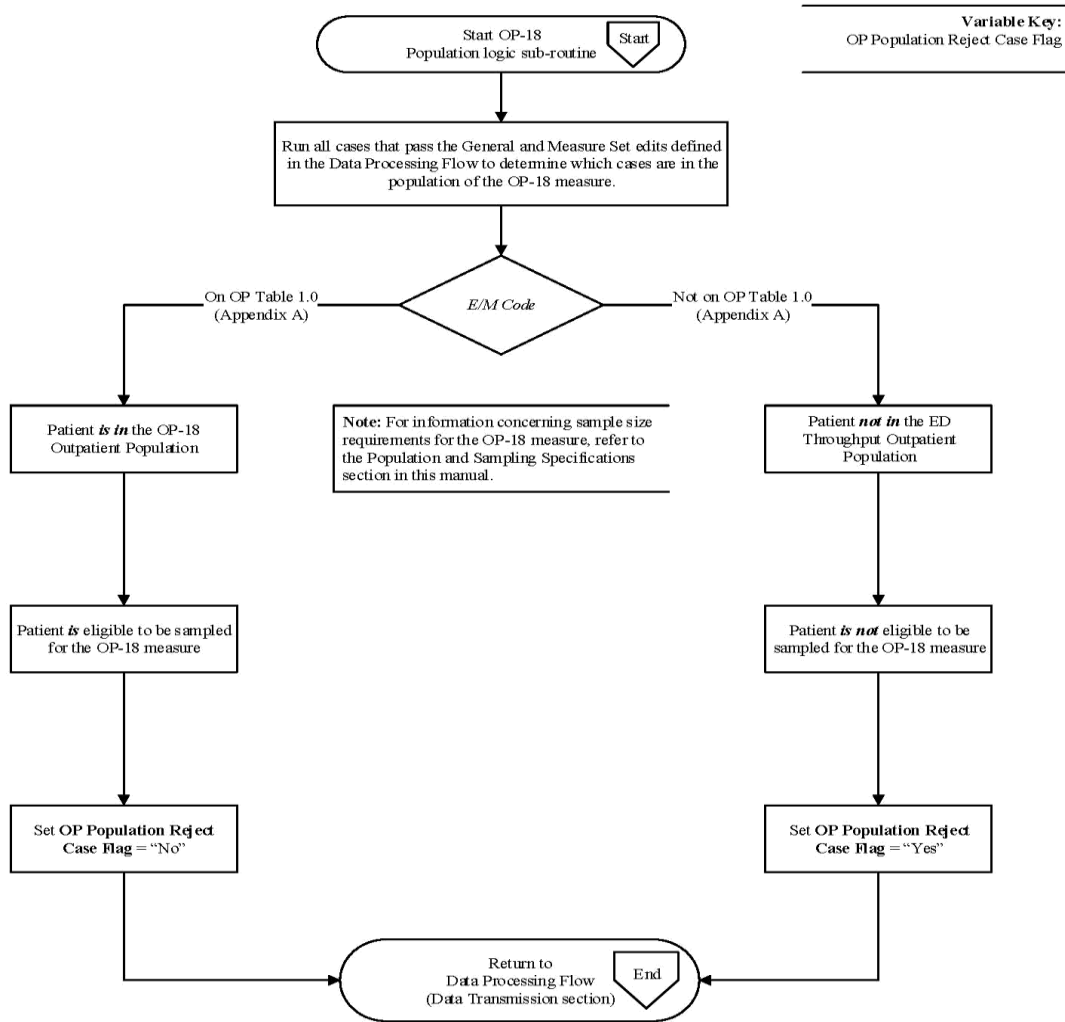 Variable Key:
OP Population Reject Case Flag
Start OP-18
Population logic sub-routine
Start
Run all cases that pass the General and Measure Set edits defined
in the Data Processing Flow to determine which cases are in the
population of the OP-18 measure.
E/M Code
On OP Table 1.0
(Appendix A)
Not on OP Table 1.0
(Appendix A)
Patient is in the OP-18
Outpatient Population
Note: For information concerning sample size
requirements for the OP-18 measure, refer to
the Population and Sampling Specifications
section in this manual.
Patient not in the ED
Throughput Outpatient
Population
Patient is eligible to be sampled
for the OP-18 measure
Patient is not eligible to be
sampled for the OP-18 measure
Set OP Population Reject
Case Flag = “No”
Set OP Population Reject
Case Flag = “Yes”
Return to
Data Processing Flow
(Data Transmission section)
End